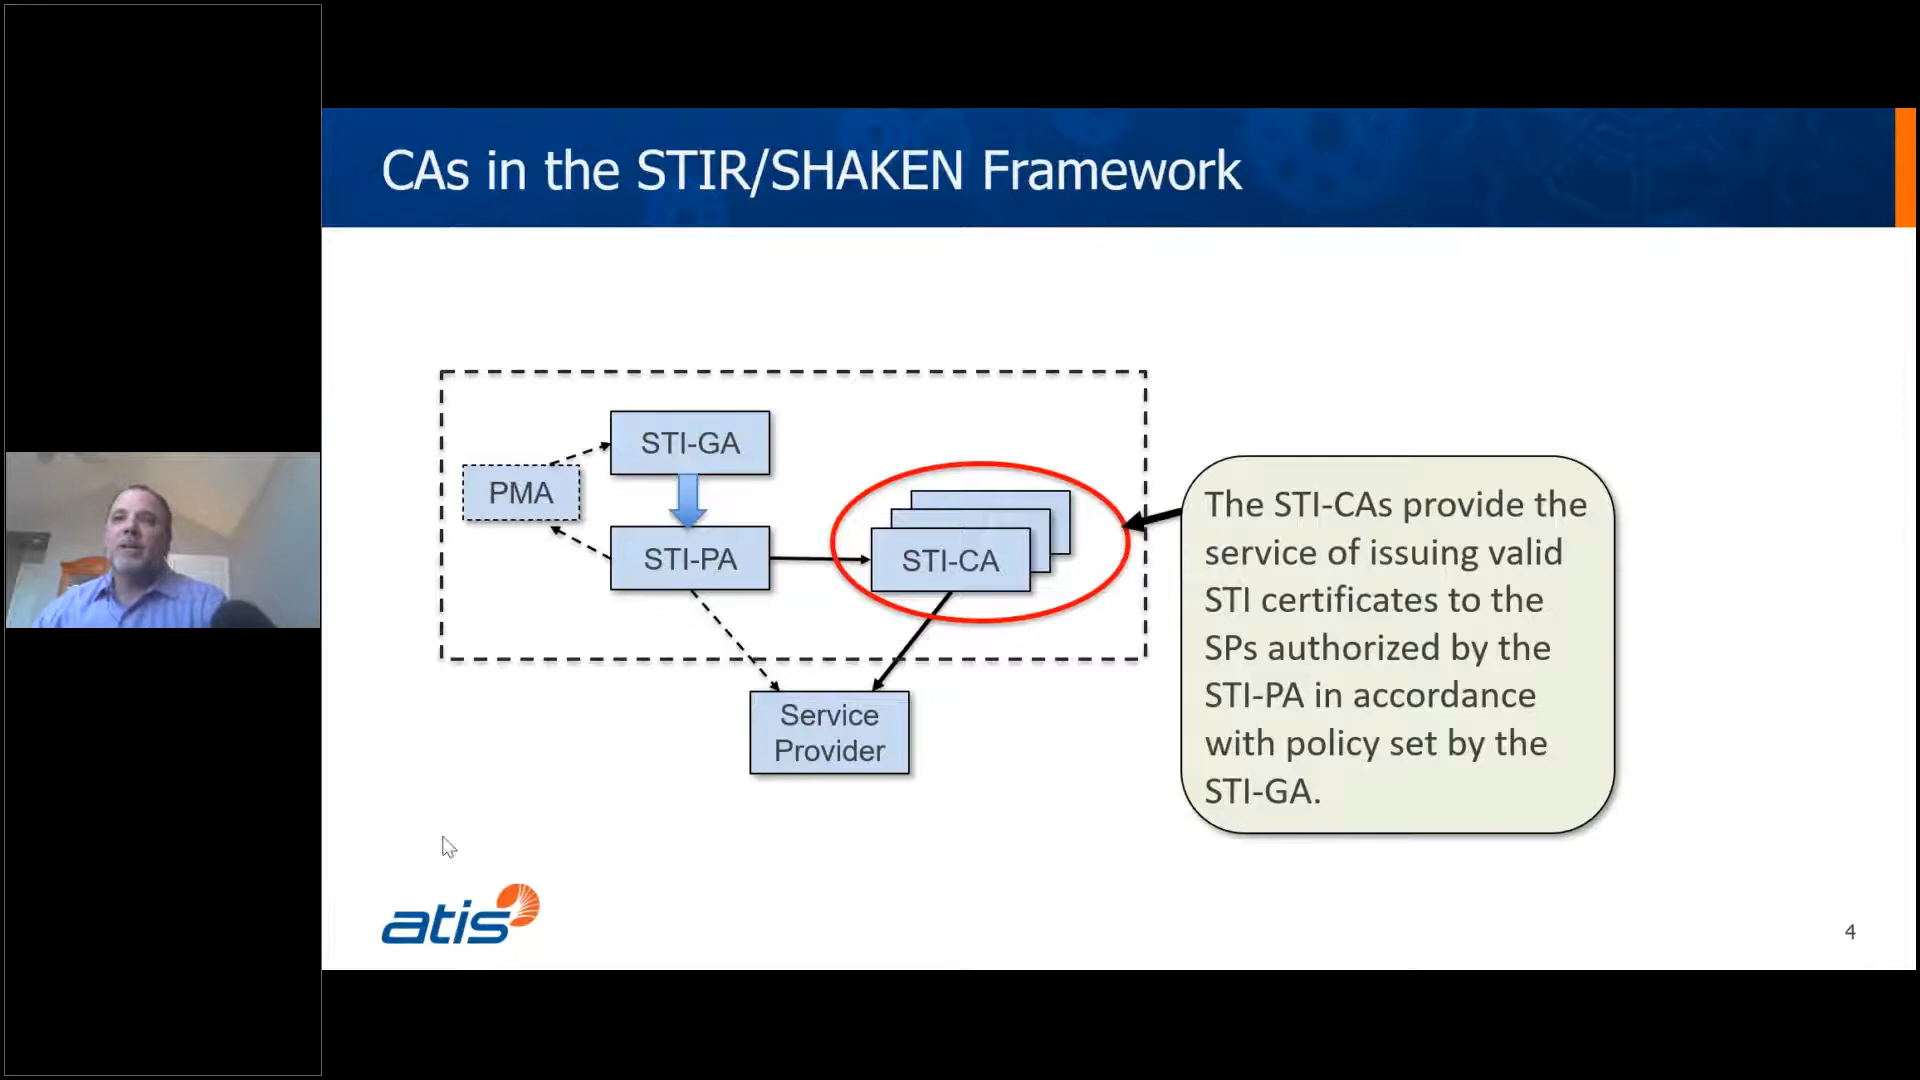 CAs in the STIR/SHAKEN Framework
STI-GA
PMA
STI-PA
STI-CA
Service
Provider
The STI-CAs provide the
service of issuing valid
STI certificates to the
SPs authorized by the
STI-PA in accordance
with policy set by the
STI-GA.
atis
4